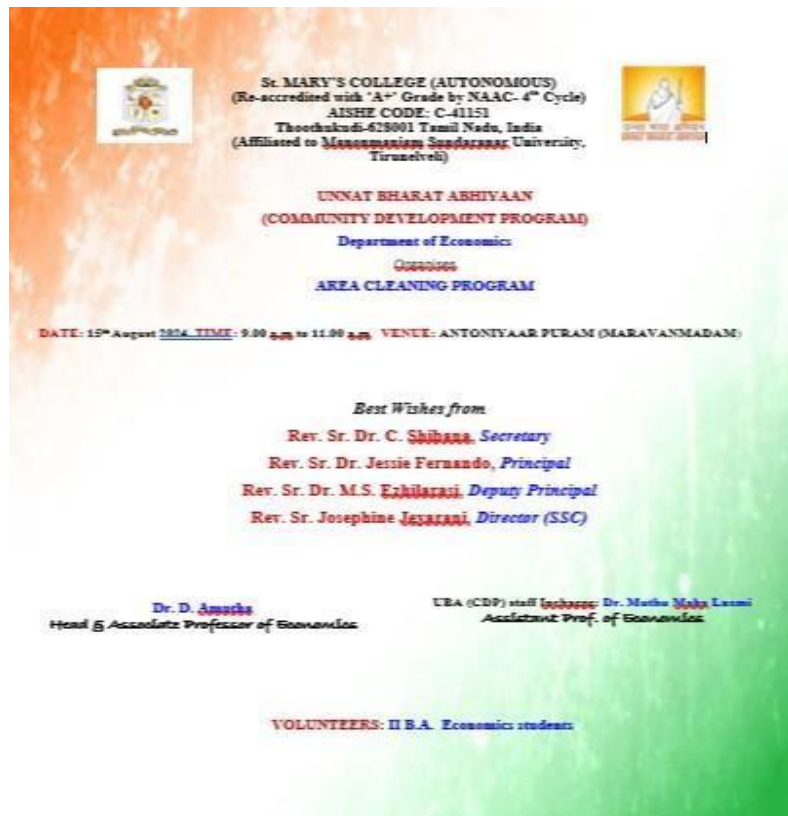 St. MARY'S COLLEGE (AUTONOMOUS)
(Re-accredited with "A+" Grade by NAAC- 4th Cycle)
AISHE CODE: C-41151
Thoothukudi-628001 Tamil Nadu, India
(Affiliated to Manonmaniam Sundaranar University,
Tirunelveli)
UNNAT BHARAT ABHIYAAN
(COMMUNITY DEVELOPMENT PROGRAM)
Department of Economics
Organises
AREA CLEANING PROGRAM
DATE: 15th August 2024 TIME: 9.00 a.m to 11.00 a.m VENUE: ANTONIYAAR PURAM (MARAVANMADAM)
Best Wishes from
Rev. Sr. Dr. C. Shibana, Secretary
Rev. Sr. Dr. Jessie Fernando, Principal
Rev. Sr. Dr. M.S. Ezhilarasi, Deputy Principal
Rev. Sr. Josephine Jeyarani, Director (SSC)
Dr. D. Amutha
Head & Associate Professor of Economics
UBA (CDP) staff Incharge: Dr. Muthu Maha Laxmi
Assistant Prof. of Economics
VOLUNTEERS: II B.A. Economics students